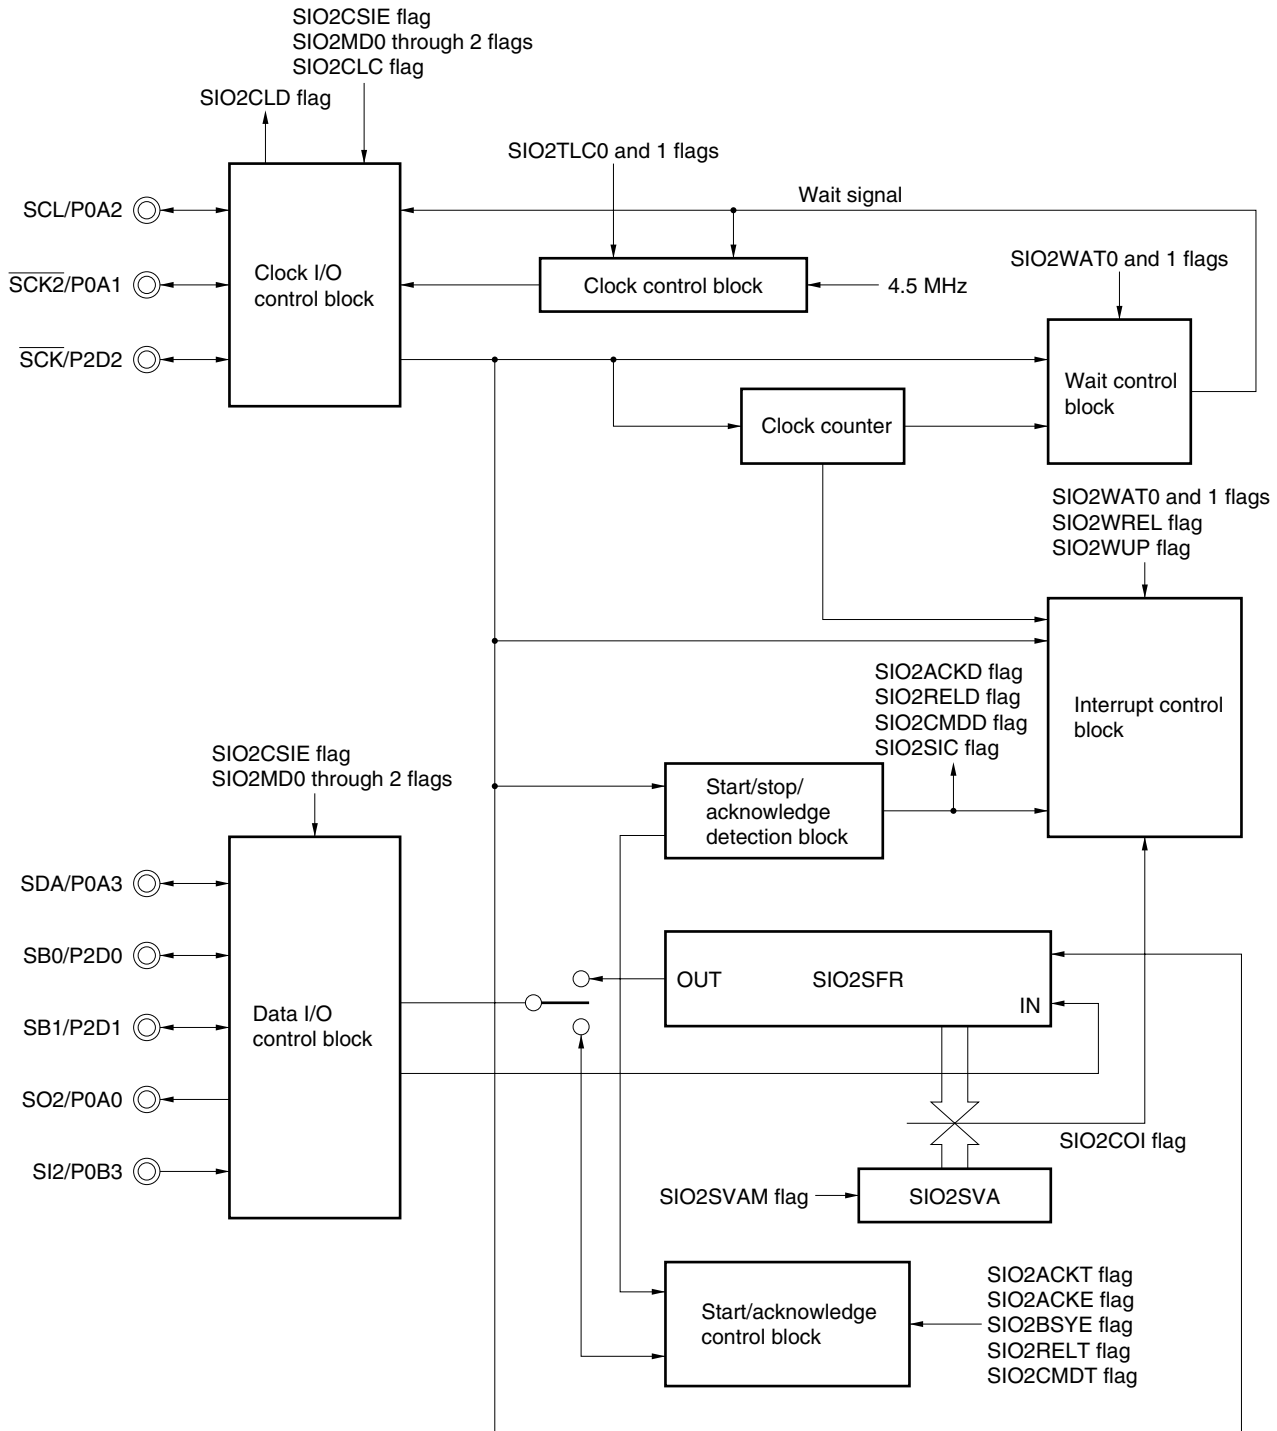 SIO2CSIE flag
SIO2MD0 through 2 flags
SIO2CLC flag
SIO2CLD flag
SIO2TLC0 and 1 flags
SCL/P0A2
Wait signal
Clock I/O
control block
SIO2WAT0 and 1 flags
SCK2/P0A1
Clock control block
4.5 MHz
SCK/P2D2
Wait control
block
Clock counter
SIO2WAT0 and 1 flags
SIO2WREL flag
SIO2WUP flag
SIO2ACKD flag
SIO2RELD flag
SIO2CMDD flag
SIO2SIC flag
Interrupt control
block
SIO2CSIE flag
SIO2MD0 through 2 flags
Start/stop/
acknowledge
detection block
SDA/P0A3
SB0/P2D0
OUT
SIO2SFR
IN
Data I/O
control block
SB1/P2D1
SO2/P0A0
SIO2COI flag
SI2/P0B3
SIO2SVAM flag
SIO2SVA
Start/acknowledge
control block
SIO2ACKT flag
SIO2ACKE flag
SIO2BSYE flag
SIO2RELT flag
SIO2CMDT flag